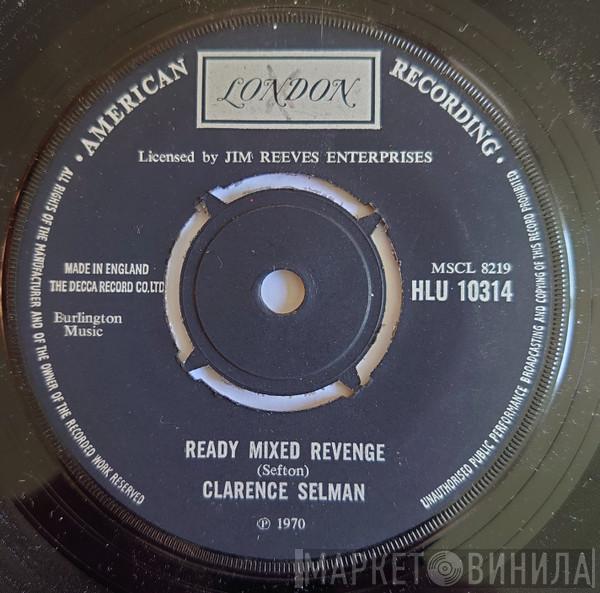 AMERICAN RECORDING
LONDON
Licensed by JIM REEVES ENTERPRISES
ALL RIGHTS OF THE MANUFACTURER AND OF THE OWNER OF THE RECORDED WORK RESERVED
UNAUTHORISED PUBLIC PERFORMANCE BROADCASTING AND COPYING OF THIS RECORD PROHIBITED
MADE IN ENGLAND
THE DECCA RECORD CO. LTD
Burlington
Music
MSCL 8219
HLU 10314
READY MIXED REVENGE
(Sefton)
CLARENCE SELMAN
℗ 1970
МАРКЕТ ВИНИЛА